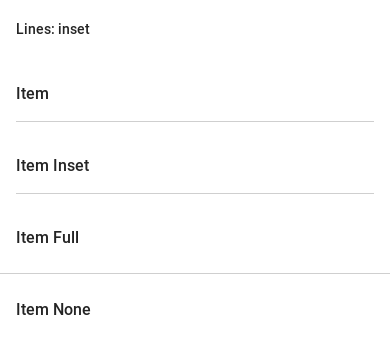 Lines: inset
Item
Item Inset
Item Full
Item None